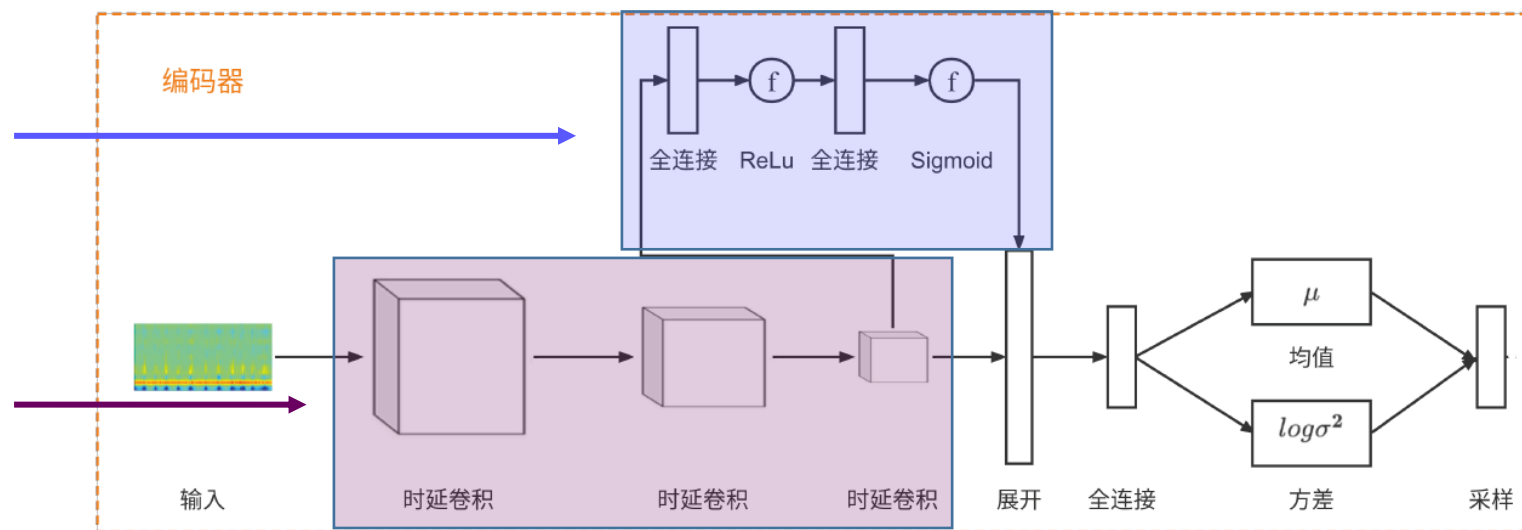 编码器
f
f
全连接
ReLu
全连接
Sigmoid
μ
均值
logσ²
输入
时延卷积
时延卷积
时延卷积
展开
全连接
方差
采样